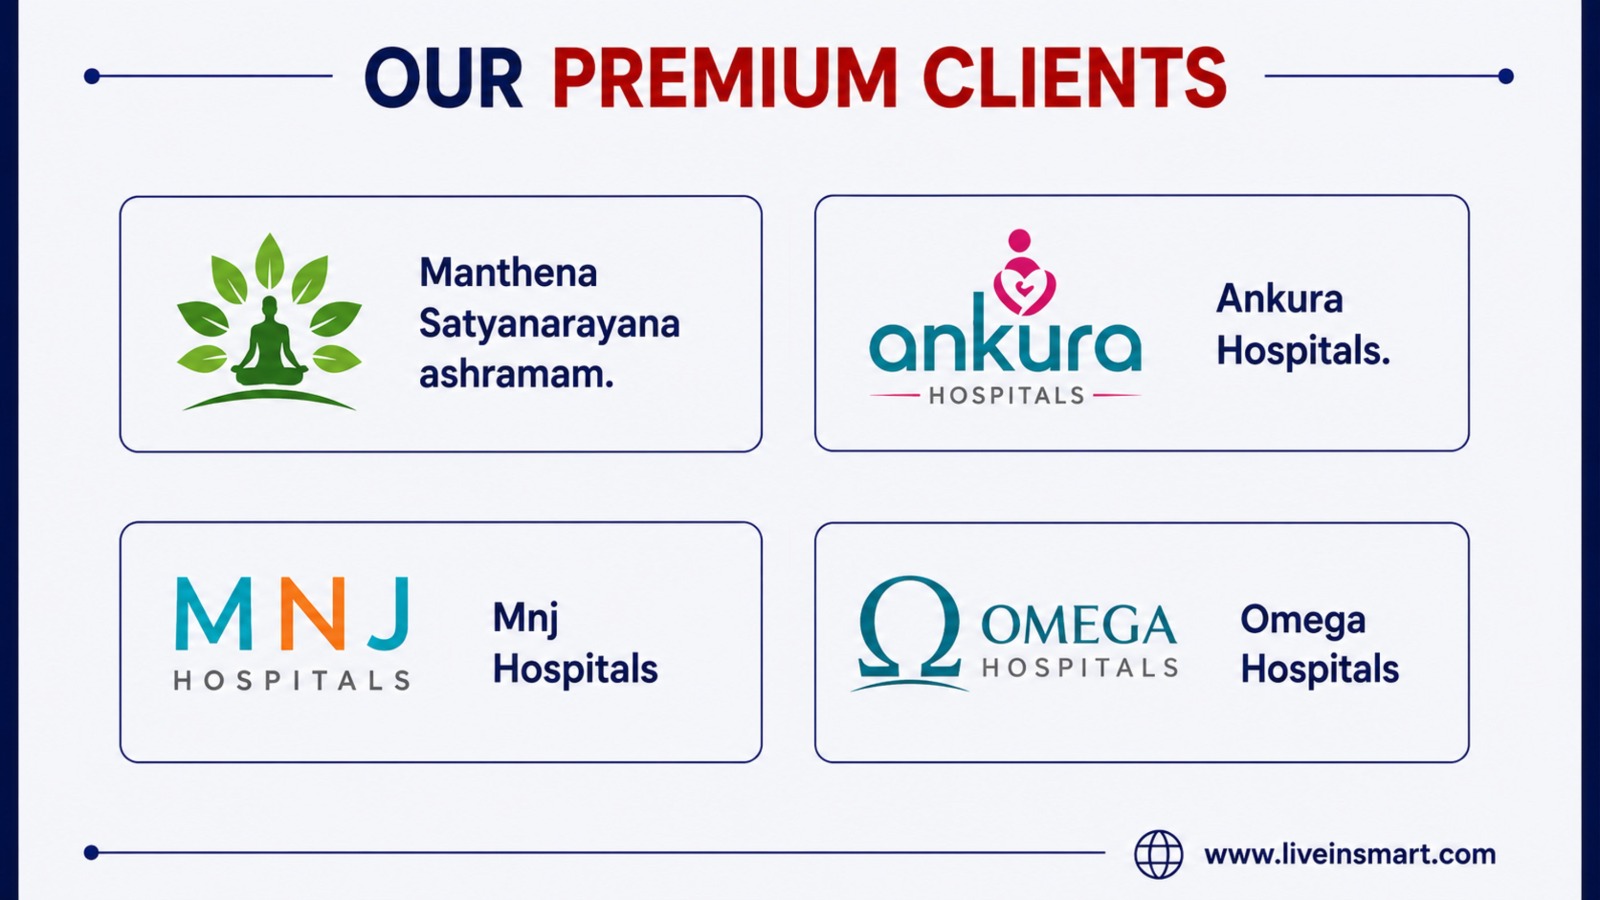 OUR PREMIUM CLIENTS
Manthena
Satyanarayana
ashramam.
ankura
HOSPITALS
Ankura
Hospitals.
MNJ
HOSPITALS
Mnj
Hospitals
Ω OMEGA
HOSPITALS
Omega
Hospitals
www.liveinsmart.com